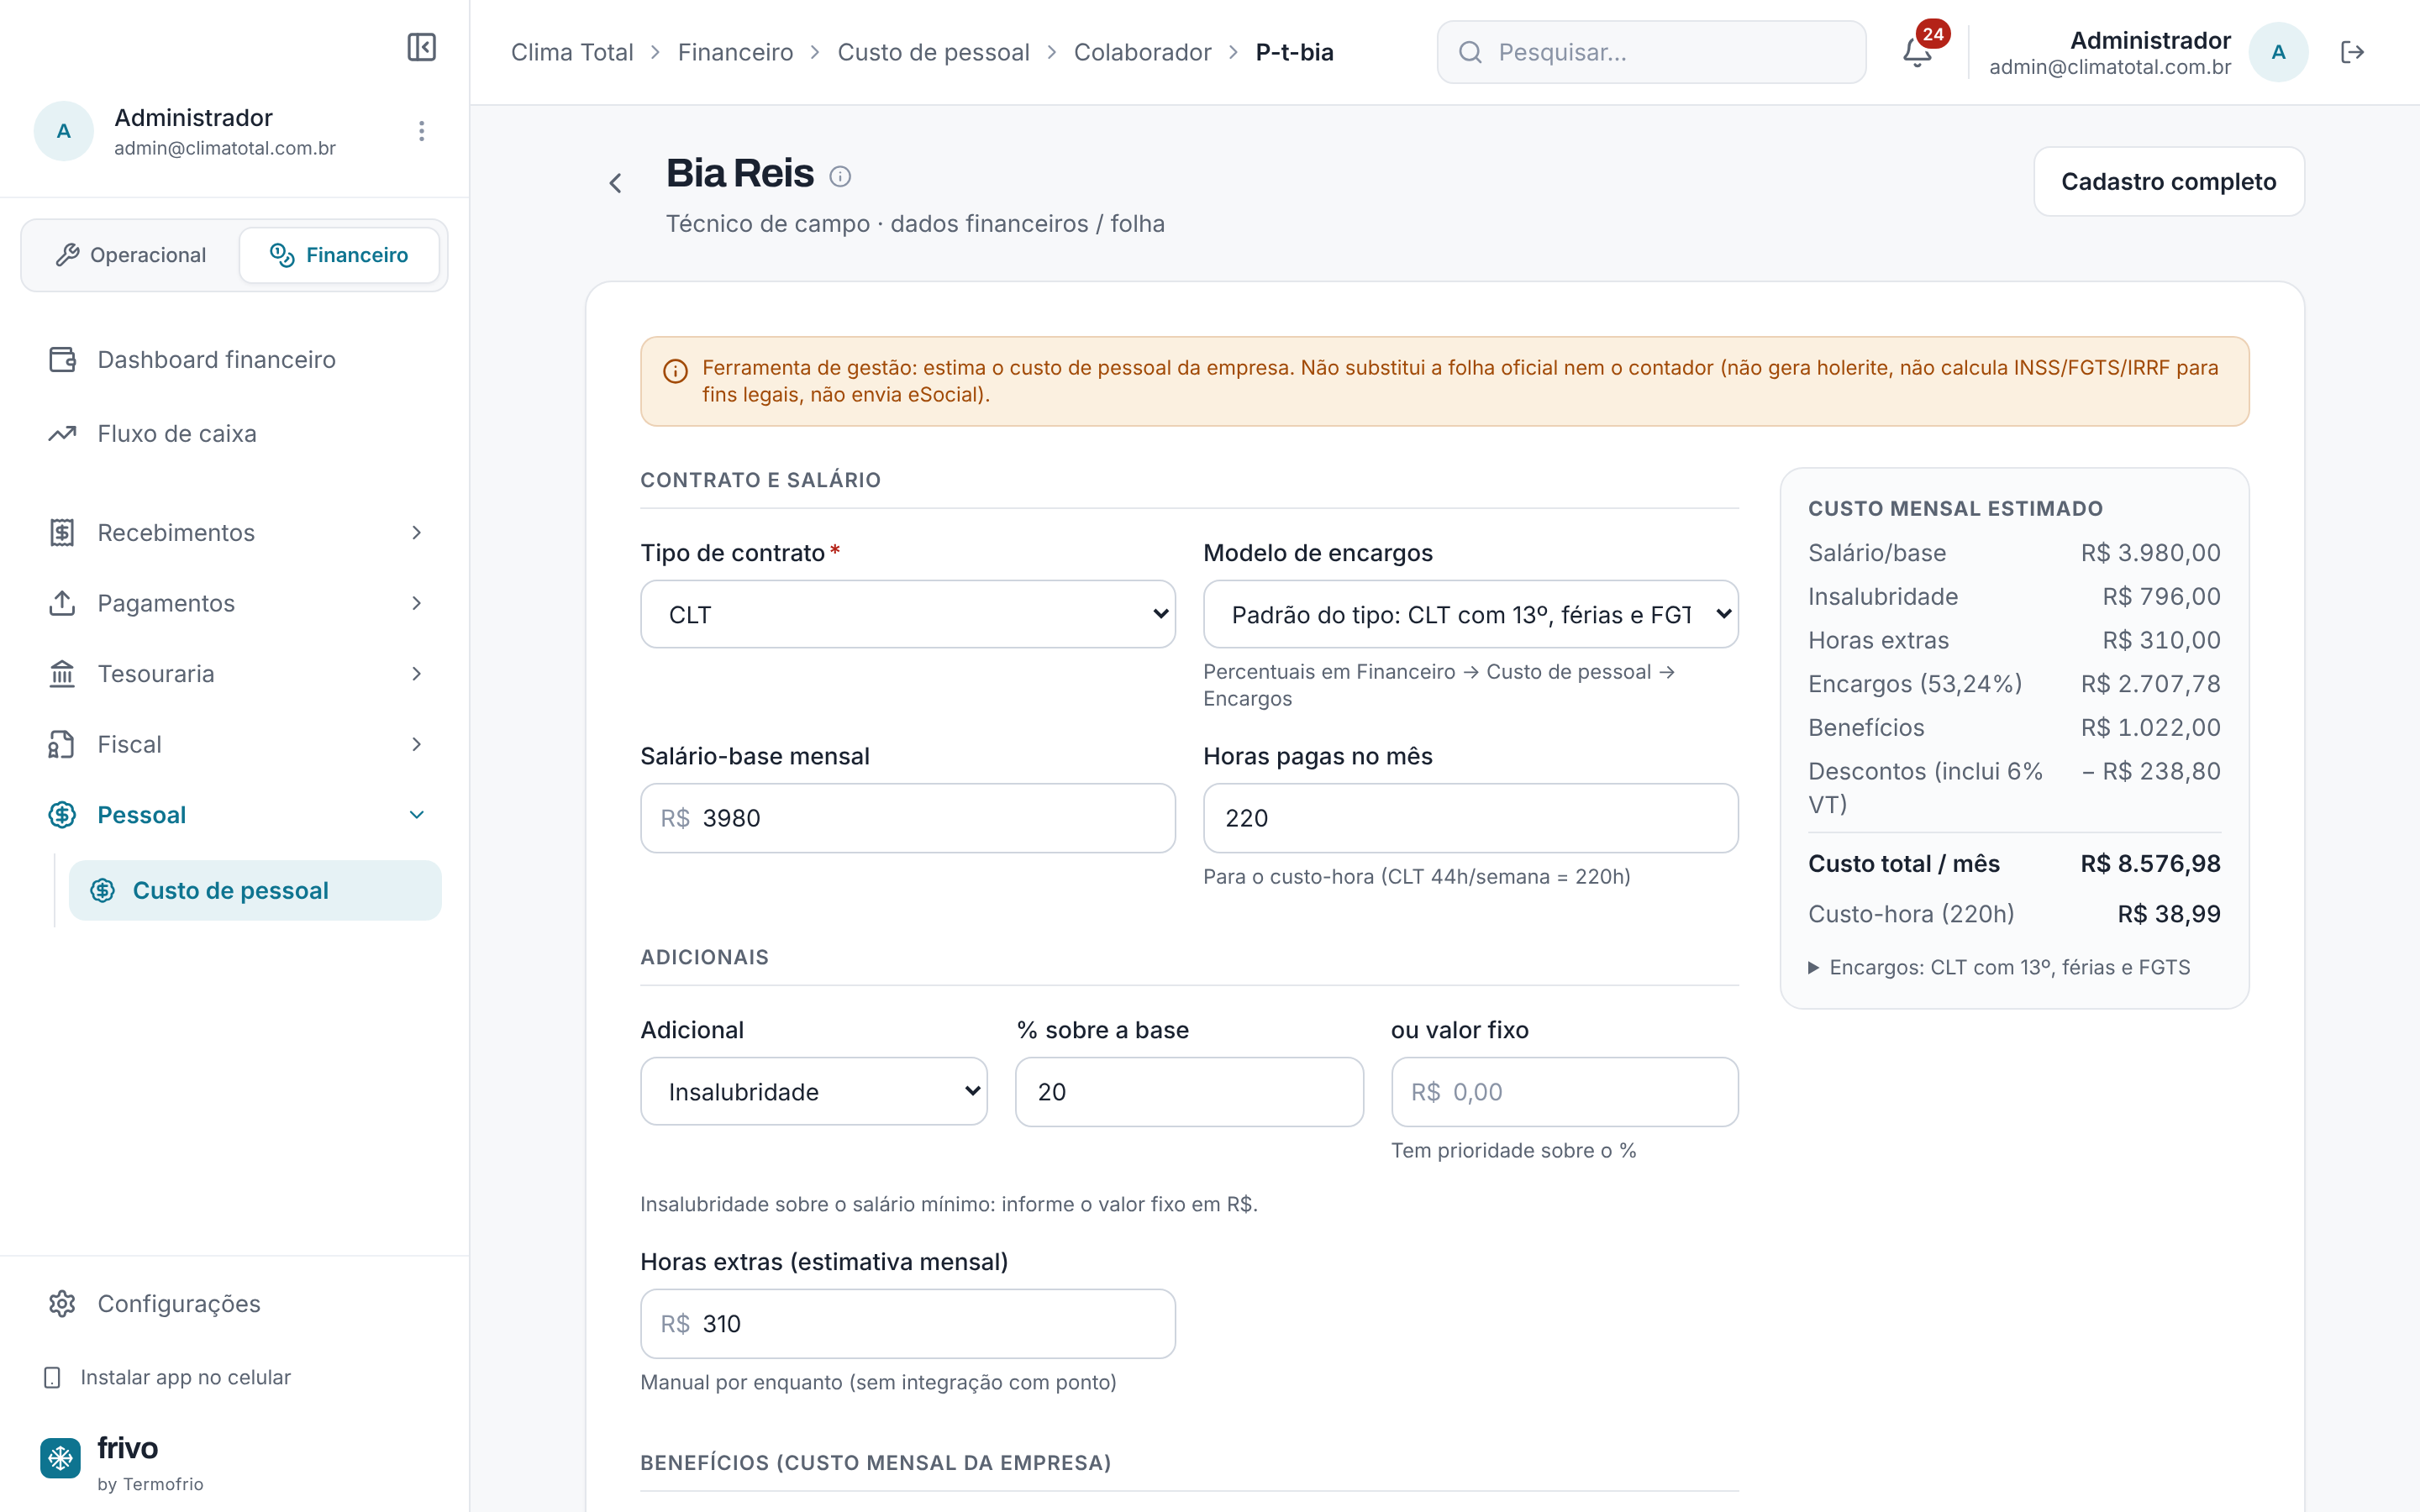 Administrador
admin@climatotal.com.br
A
Operacional
Financeiro
Dashboard financeiro
Fluxo de caixa
Recebimentos
Pagamentos
Tesouraria
Fiscal
Pessoal
Custo de pessoal
Configurações
Instalar app no celular
frivo
by Termofrio
Clima Total > Financeiro > Custo de pessoal > Colaborador > P-t-bia
Pesquisar...
24
Administrador
admin@climatotal.com.br
A
Bia Reis
Técnico de campo · dados financeiros / folha
Cadastro completo
Ferramenta de gestão: estima o custo de pessoal da empresa. Não substitui a folha oficial nem o contador (não gera holerite, não calcula INSS/FGTS/IRRF para
fins legais, não envia eSocial).
CONTRATO E SALÁRIO
Tipo de contrato*
CLT
Modelo de encargos
Padrão do tipo: CLT com 13º, férias e FGT
Percentuais em Financeiro → Custo de pessoal →
Encargos
Salário-base mensal
R$ 3980
Horas pagas no mês
220
Para o custo-hora (CLT 44h/semana = 220h)
ADICIONAIS
Adicional
Insalubridade
% sobre a base
20
ou valor fixo
R$ 0,00
Tem prioridade sobre o %
Insalubridade sobre o salário mínimo: informe o valor fixo em R$.
Horas extras (estimativa mensal)
R$ 310
Manual por enquanto (sem integração com ponto)
BENEFÍCIOS (CUSTO MENSAL DA EMPRESA)
CUSTO MENSAL ESTIMADO
Salário/base R$ 3.980,00
Insalubridade R$ 796,00
Horas extras R$ 310,00
Encargos (53,24%) R$ 2.707,78
Benefícios R$ 1.022,00
Descontos (inclui 6% − R$ 238,80
VT)
Custo total / mês R$ 8.576,98
Custo-hora (220h) R$ 38,99
Encargos: CLT com 13º, férias e FGTS